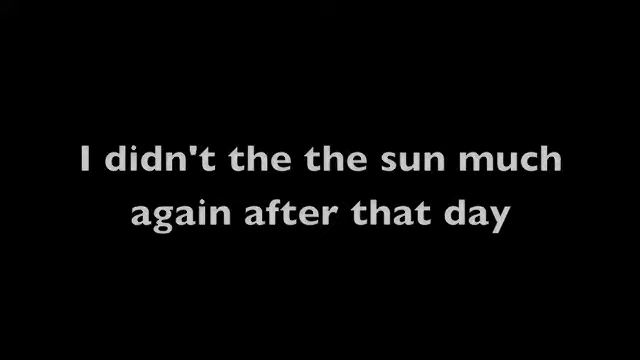 I didn't the the sun much
again after that day